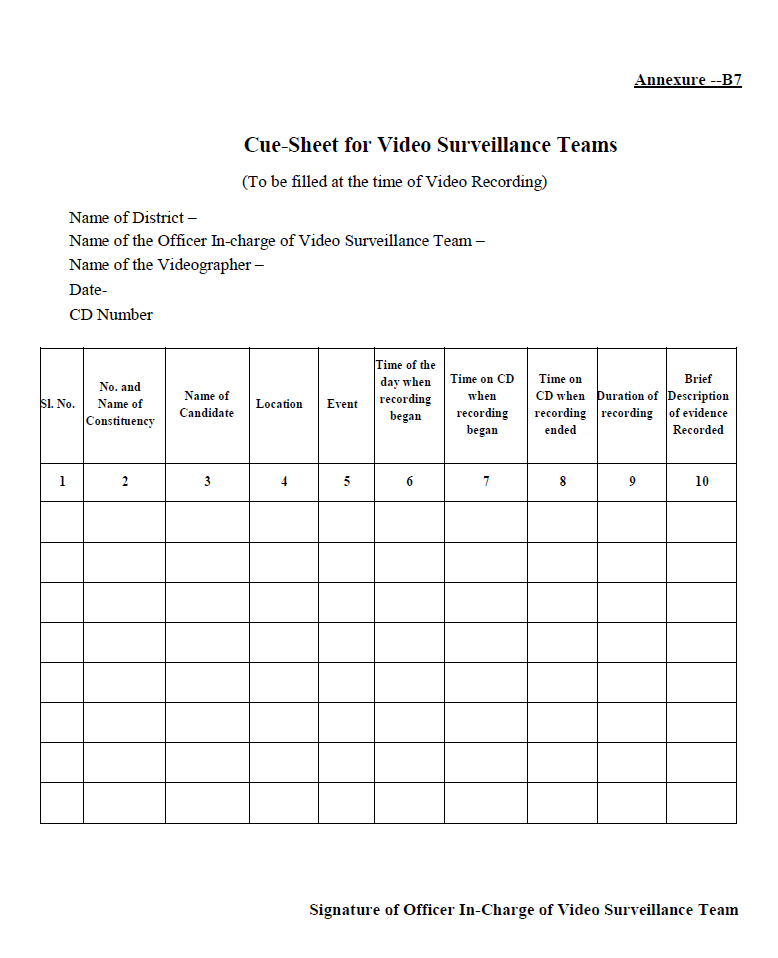 Annexure --B7
Cue-Sheet for Video Surveillance Teams
(To be filled at the time of Video Recording)
Name of District –
Name of the Officer In-charge of Video Surveillance Team –
Name of the Videographer –
Date-
CD Number
Sl. No.
No. and
Name of
Constituency
Name of
Candidate
Location
Event
Time of the
day when
recording
began
Time on CD
when
recording
began
Time on
CD when
recording
ended
Duration of
recording
Brief
Description
of evidence
Recorded
1 2 3 4 5 6 7 8 9 10
Signature of Officer In-Charge of Video Surveillance Team